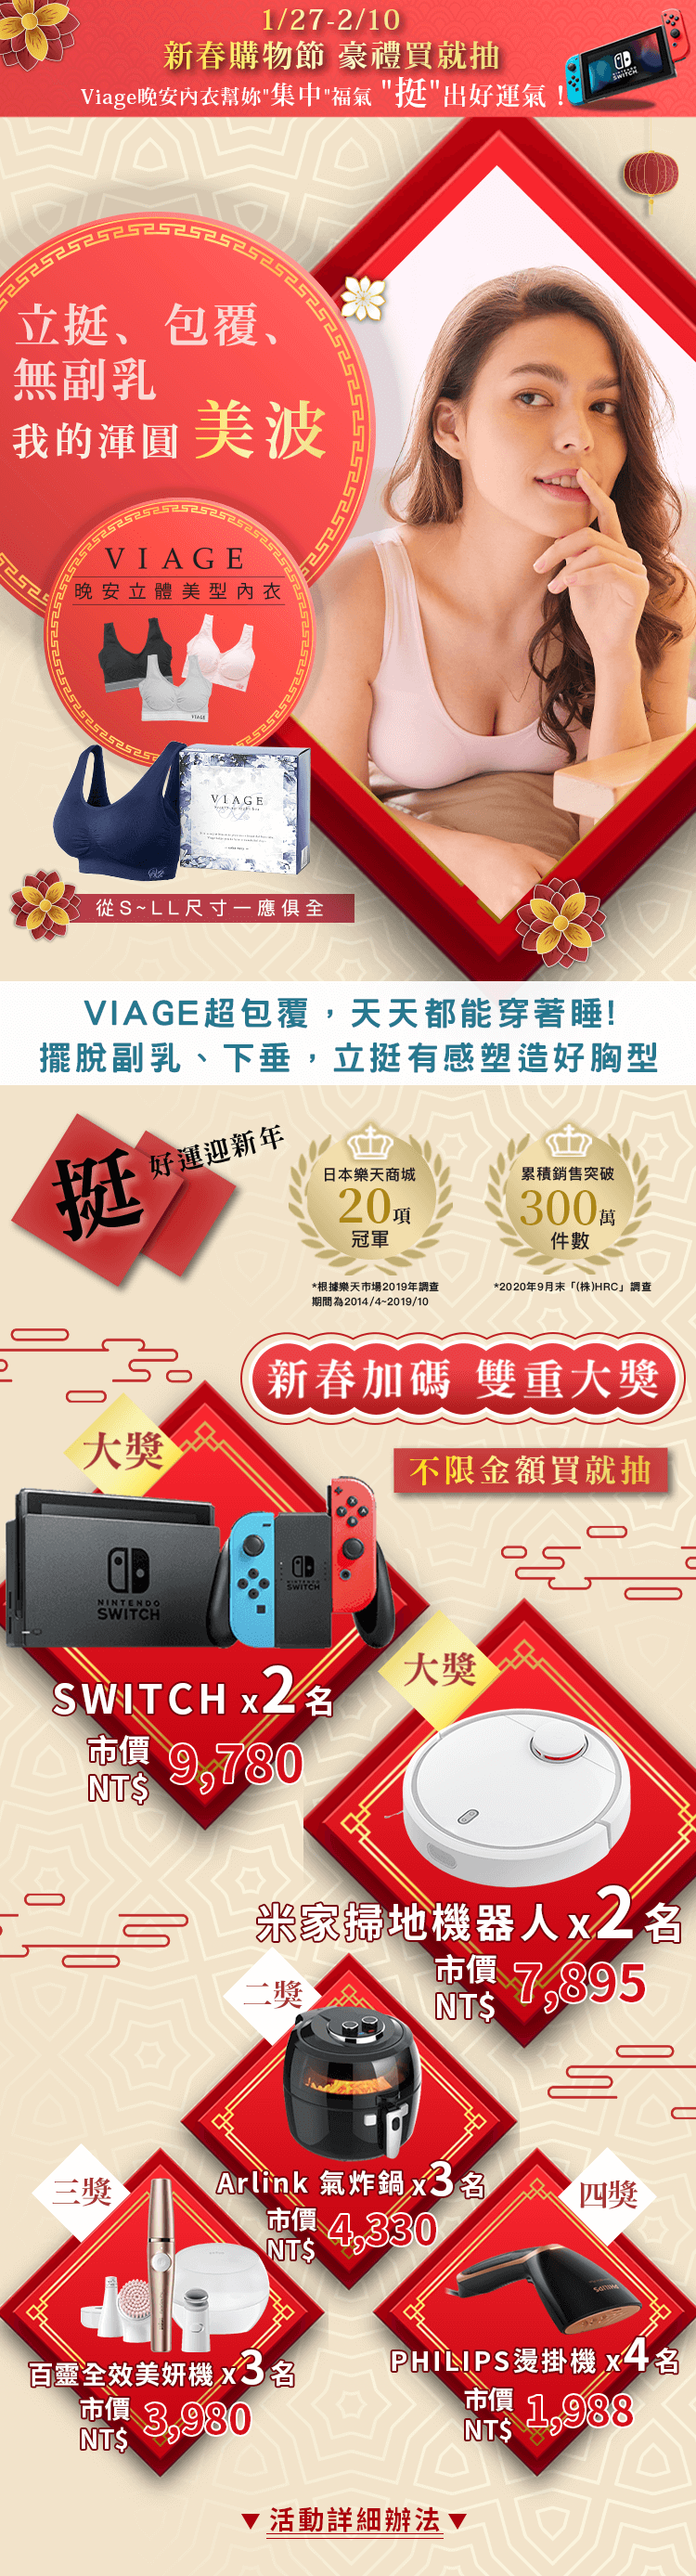 1/27-2/10
新春購物節 豪禮買就抽
Viage晚安內衣幫妳"集中"福氣 "挺"出好運氣！
立挺、包覆、
無副乳
我的渾圓 美波
VIAGE
晚安立體美型內衣
VIAGE
VIAGE
從S~LL尺寸一應俱全
VIAGE超包覆，天天都能穿著睡!
擺脫副乳、下垂，立挺有感塑造好胸型
挺
好運迎新年
日本樂天商城
20項
冠軍
*根據樂天市場2019年調查
期間為2014/4~2019/10
累積銷售突破
300萬
件數
*2020年9月末「(株)HRC」調查
新春加碼 雙重大獎
不限金額買就抽
大獎
NINTENDO
SWITCH
NINTENDO
SWITCH
SWITCH x2名
市價
NT$ 9,780
大獎
米家掃地機器人x2名
市價
NT$ 7,895
二獎
Arlink 氣炸鍋x3名
市價
NT$ 4,330
三獎
百靈全效美妍機x3名
市價
NT$ 3,980
四獎
PHILIPS
PHILIPS燙掛機x4名
市價
NT$ 1,988
▼ 活動詳細辦法 ▼